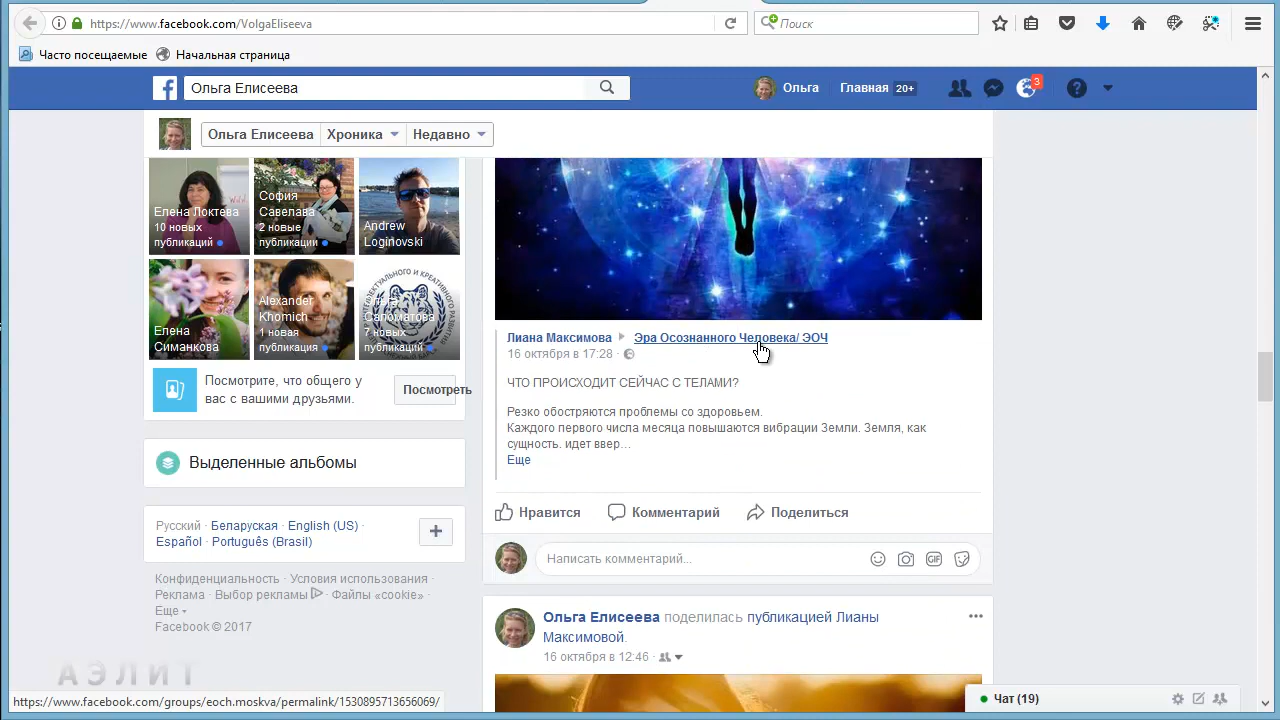 https://www.facebook.com/VolgaEliseeva
Поиск
Часто посещаемые
Начальная страница
Ольга Елисеева
Ольга
Главная 20+
3
Ольга Елисеева
Хроника
Недавно
Елена Локтева
10 новых
публикаций
София
Савелава
2 новые
публикации
Andrew
Loginovski
Елена
Симанкова
Alexander
Khomich
1 новая
публикация
Саломатова
7 новых
публикаций
Посмотрите, что общего у
вас с вашими друзьями.
Посмотреть
Выделенные альбомы
Русский · Беларуская · English (US) ·
Español · Português (Brasil)
Конфиденциальность · Условия использования ·
Реклама · Выбор рекламы · Файлы «cookie» ·
Еще
Facebook © 2017
АЭЛИТ
https://www.facebook.com/groups/eoch.moskva/permalink/1530895713656069/
Лиана Максимова
Эра Осознанного Человека/ ЭОЧ
16 октября в 17:28 ·
ЧТО ПРОИСХОДИТ СЕЙЧАС С ТЕЛАМИ?
Резко обостряются проблемы со здоровьем.
Каждого первого числа месяца повышаются вибрации Земли. Земля, как
сущность. идет ввер...
Еще
Нравится
Комментарий
Поделиться
Написать комментарий...
GIF
Ольга Елисеева поделилась публикацией Лианы
Максимовой.
16 октября в 12:46 ·
Чат (19)